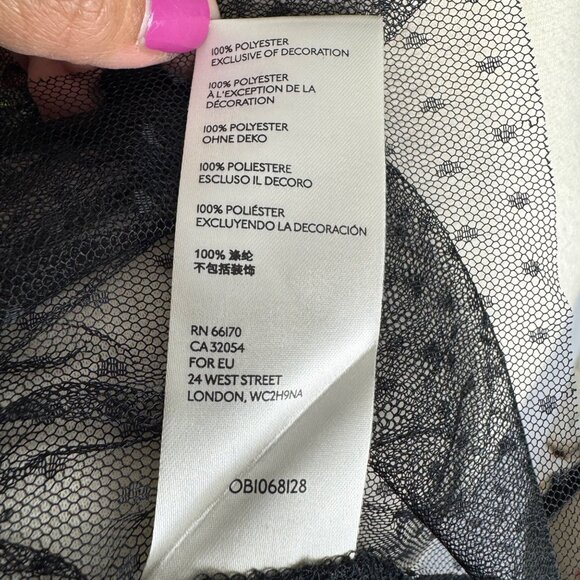 100% POLYESTER
EXCLUSIVE OF DECORATION
100% POLYESTER
À L'EXCEPTION DE LA
DÉCORATION
100% POLYESTER
OHNE DEKO
100% POLIESTERE
ESCLUSO IL DECORO
100% POLIÉSTER
EXCLUYENDO LA DECORACIÓN
100% 涤纶
不包括装饰
RN 66170
CA 32054
FOR EU
24 WEST STREET
LONDON, WC2H9NA
OB1068128